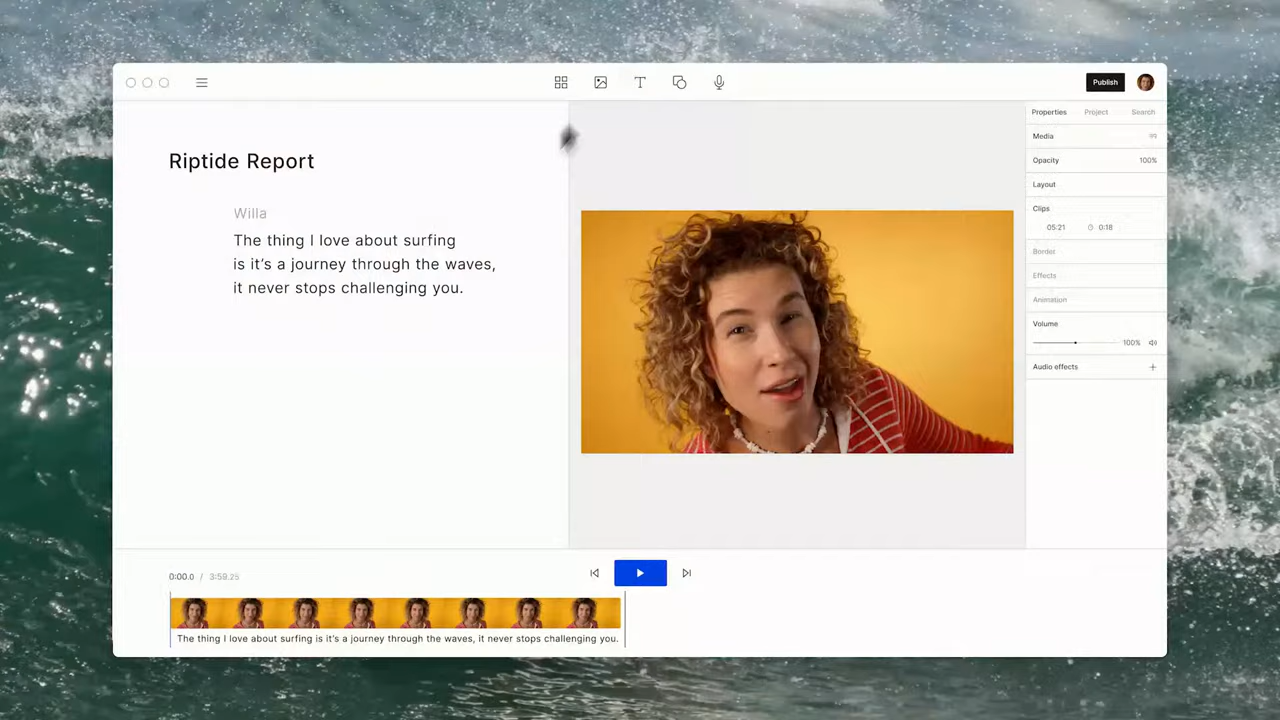 Publish
Properties Project Search
Media
Opacity 100%
Layout
Clips
05:21 0:18
Border
Effects
Animation
Volume
100%
Audio effects
Riptide Report
Willa
The thing I love about surfing
is it's a journey through the waves,
it never stops challenging you.
0:00.0 / 3:59.25
The thing I love about surfing is it's a journey through the waves, it never stops challenging you.